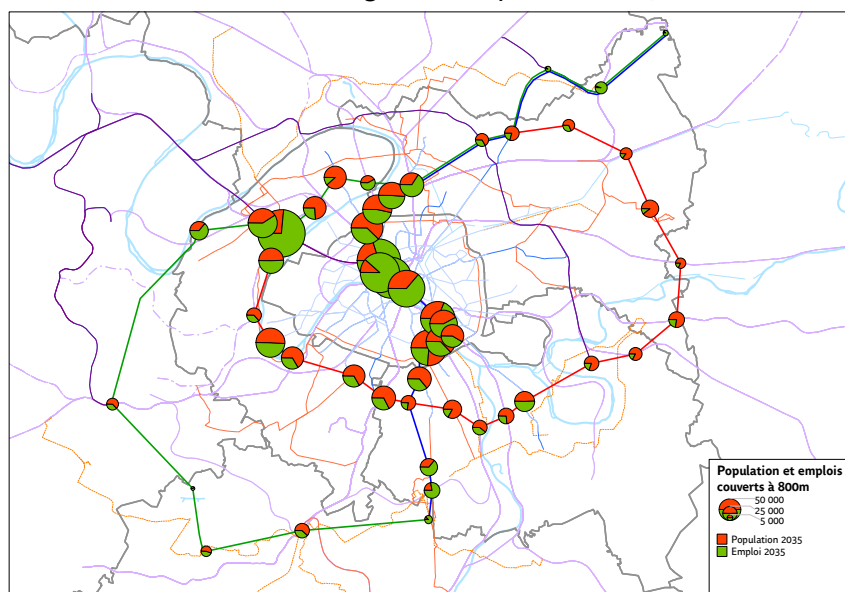 Population et emplois
couverts à 800m
50 000
25 000
5 000
Population 2035
Emploi 2035